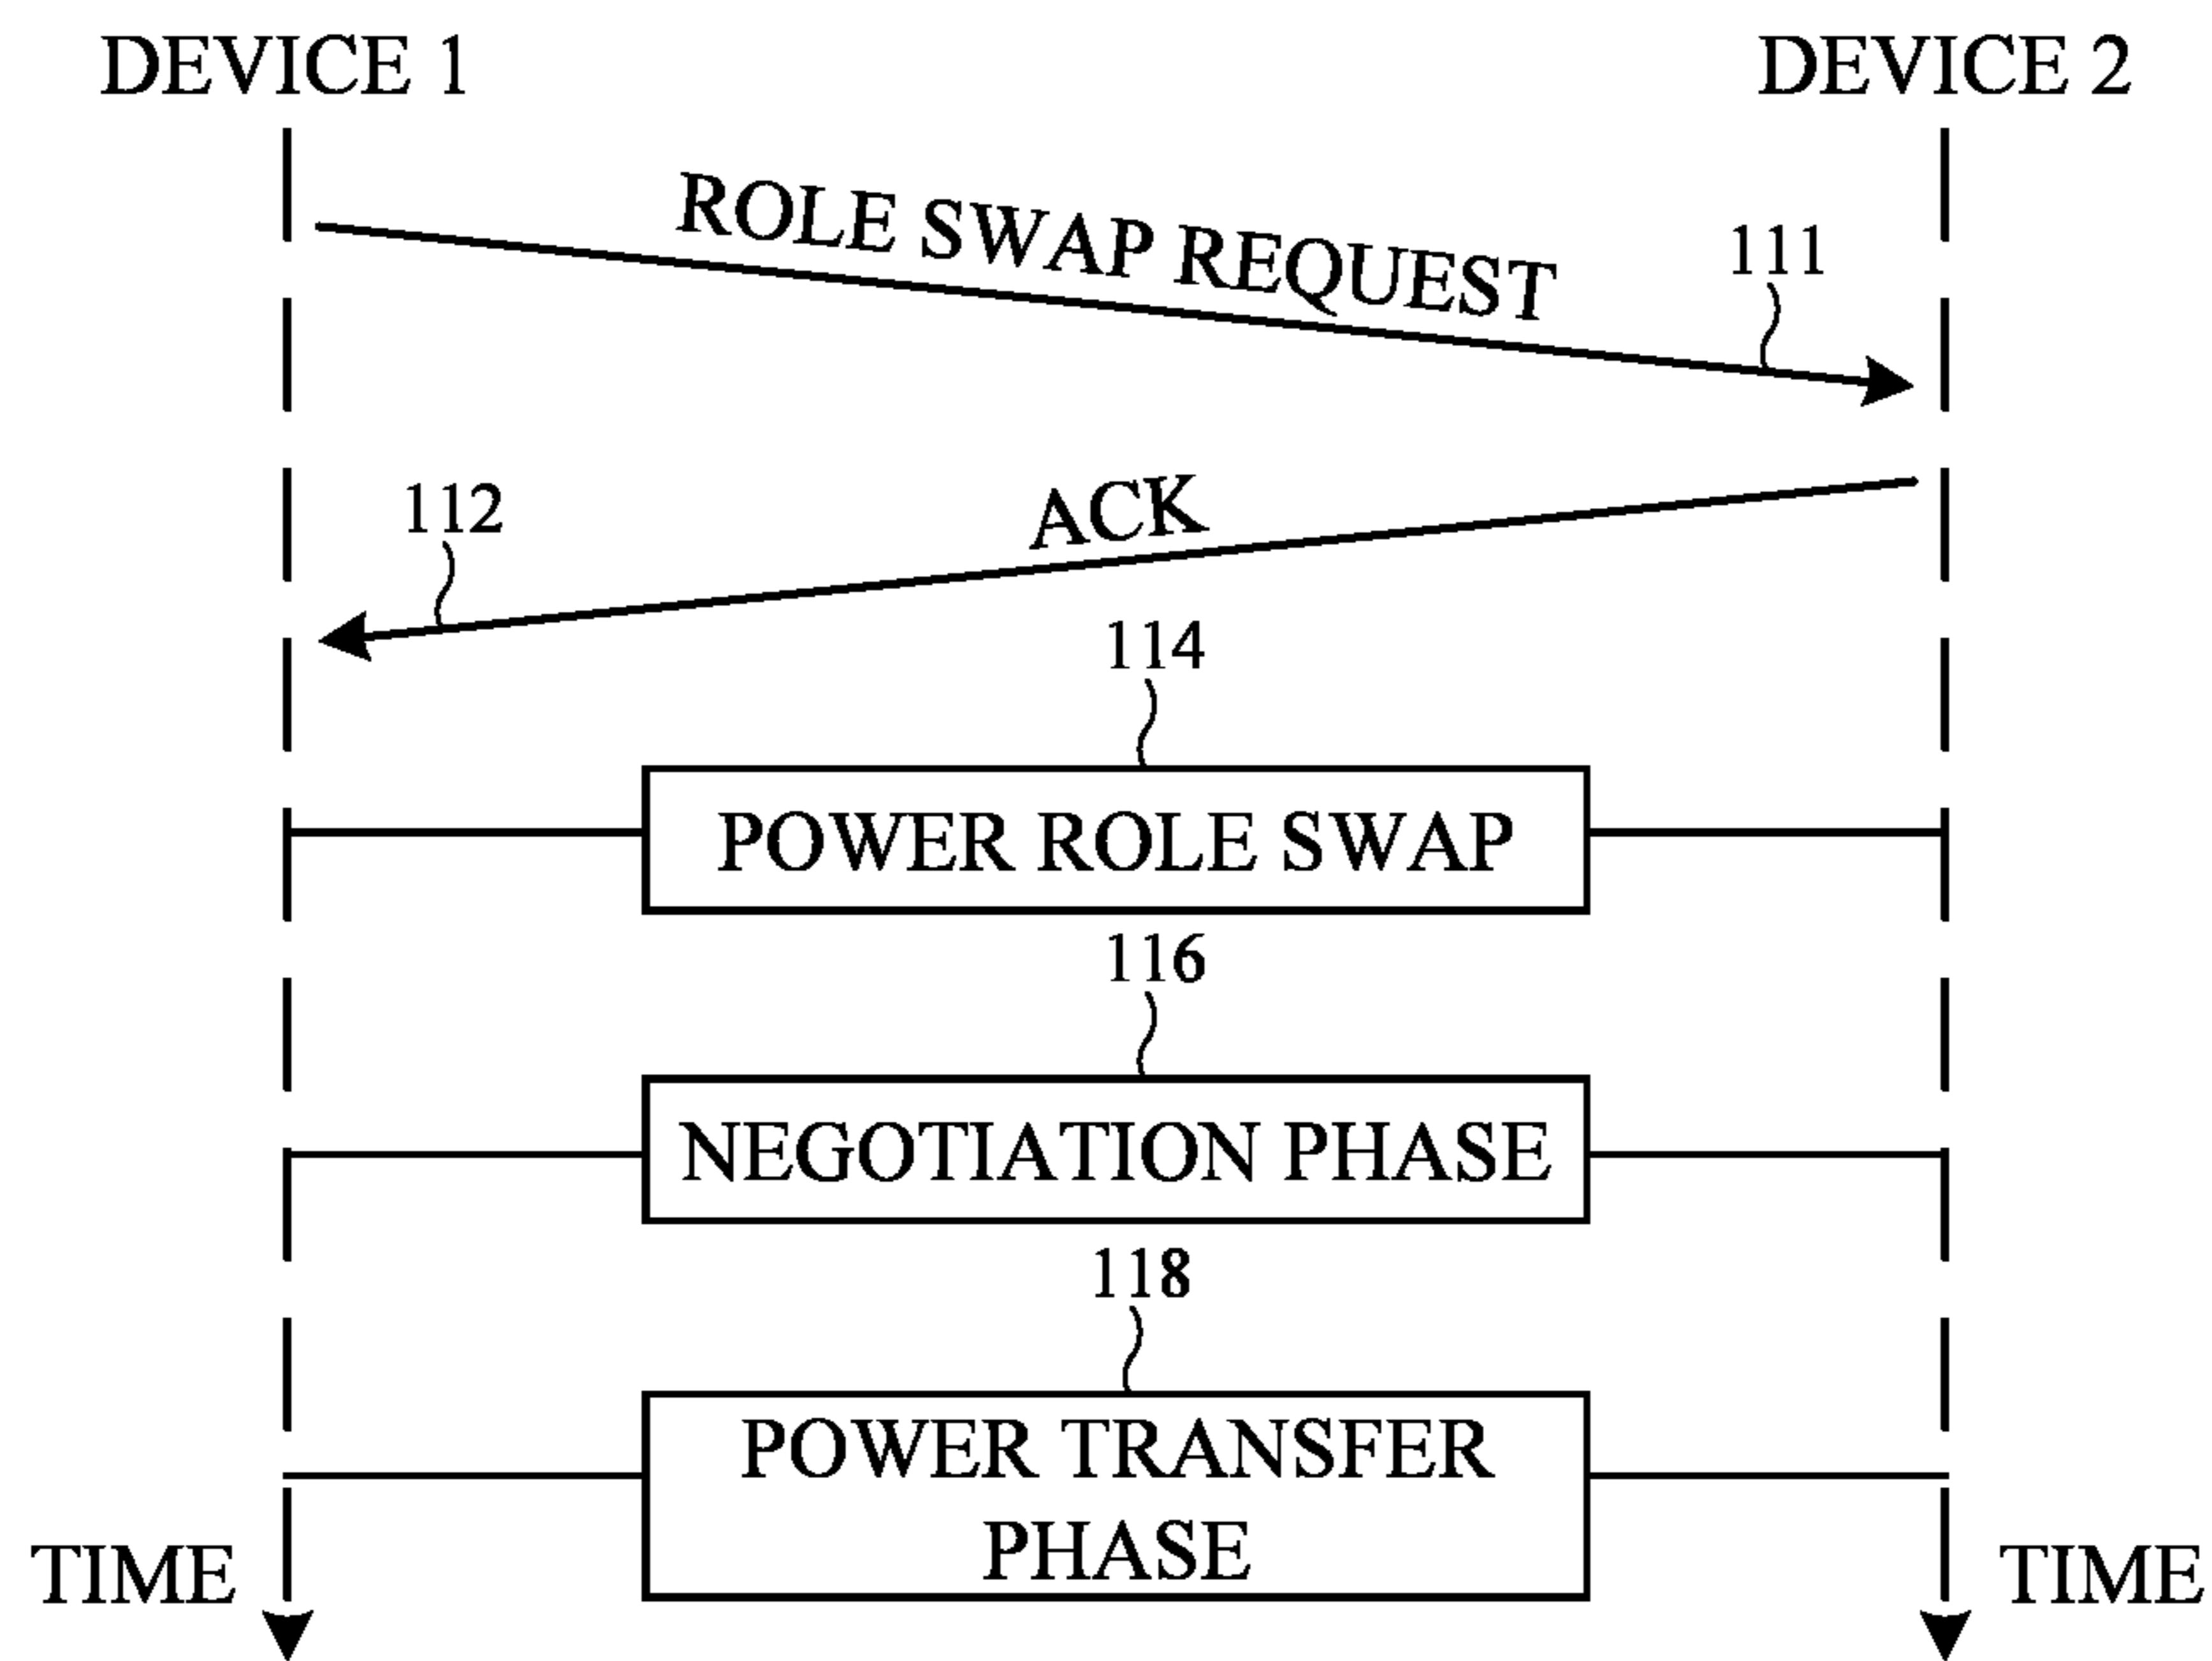 DEVICE 1
DEVICE 2
ROLE SWAP REQUEST
111
ACK
112
114
POWER ROLE SWAP
116
NEGOTIATION PHASE
118
POWER TRANSFER
PHASE
TIME
TIME